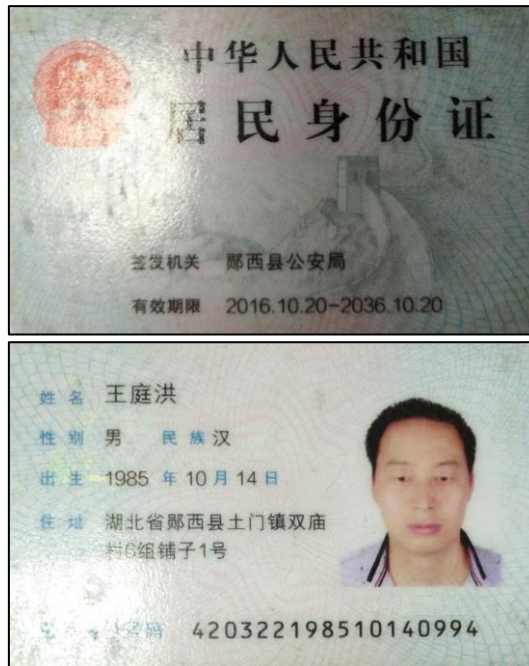 中华人民共和国
居民身份证
签发机关 郧西县公安局
有效期限 2016.10.20-2036.10.20
姓名 王庭洪
性别 男 民族 汉
出生 1985 年 10 月 14 日
住址 湖北省郧西县土门镇双庙
村 组铺子1号
420322198510140994